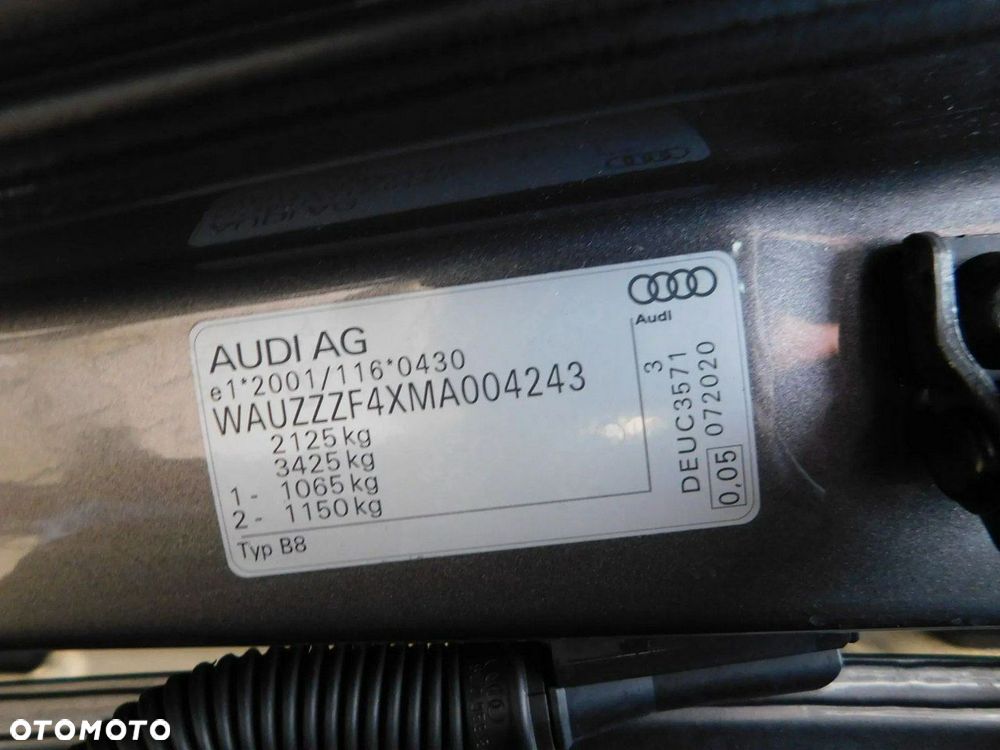 AUDI AG
Audi
e1*2001/116*0430
WAUZZZF4XMA004243
2125 kg
3425 kg
1 - 1065 kg
2 - 1150 kg
Typ B8
3
DEUC3571
0,05 072020
OTOMOTO